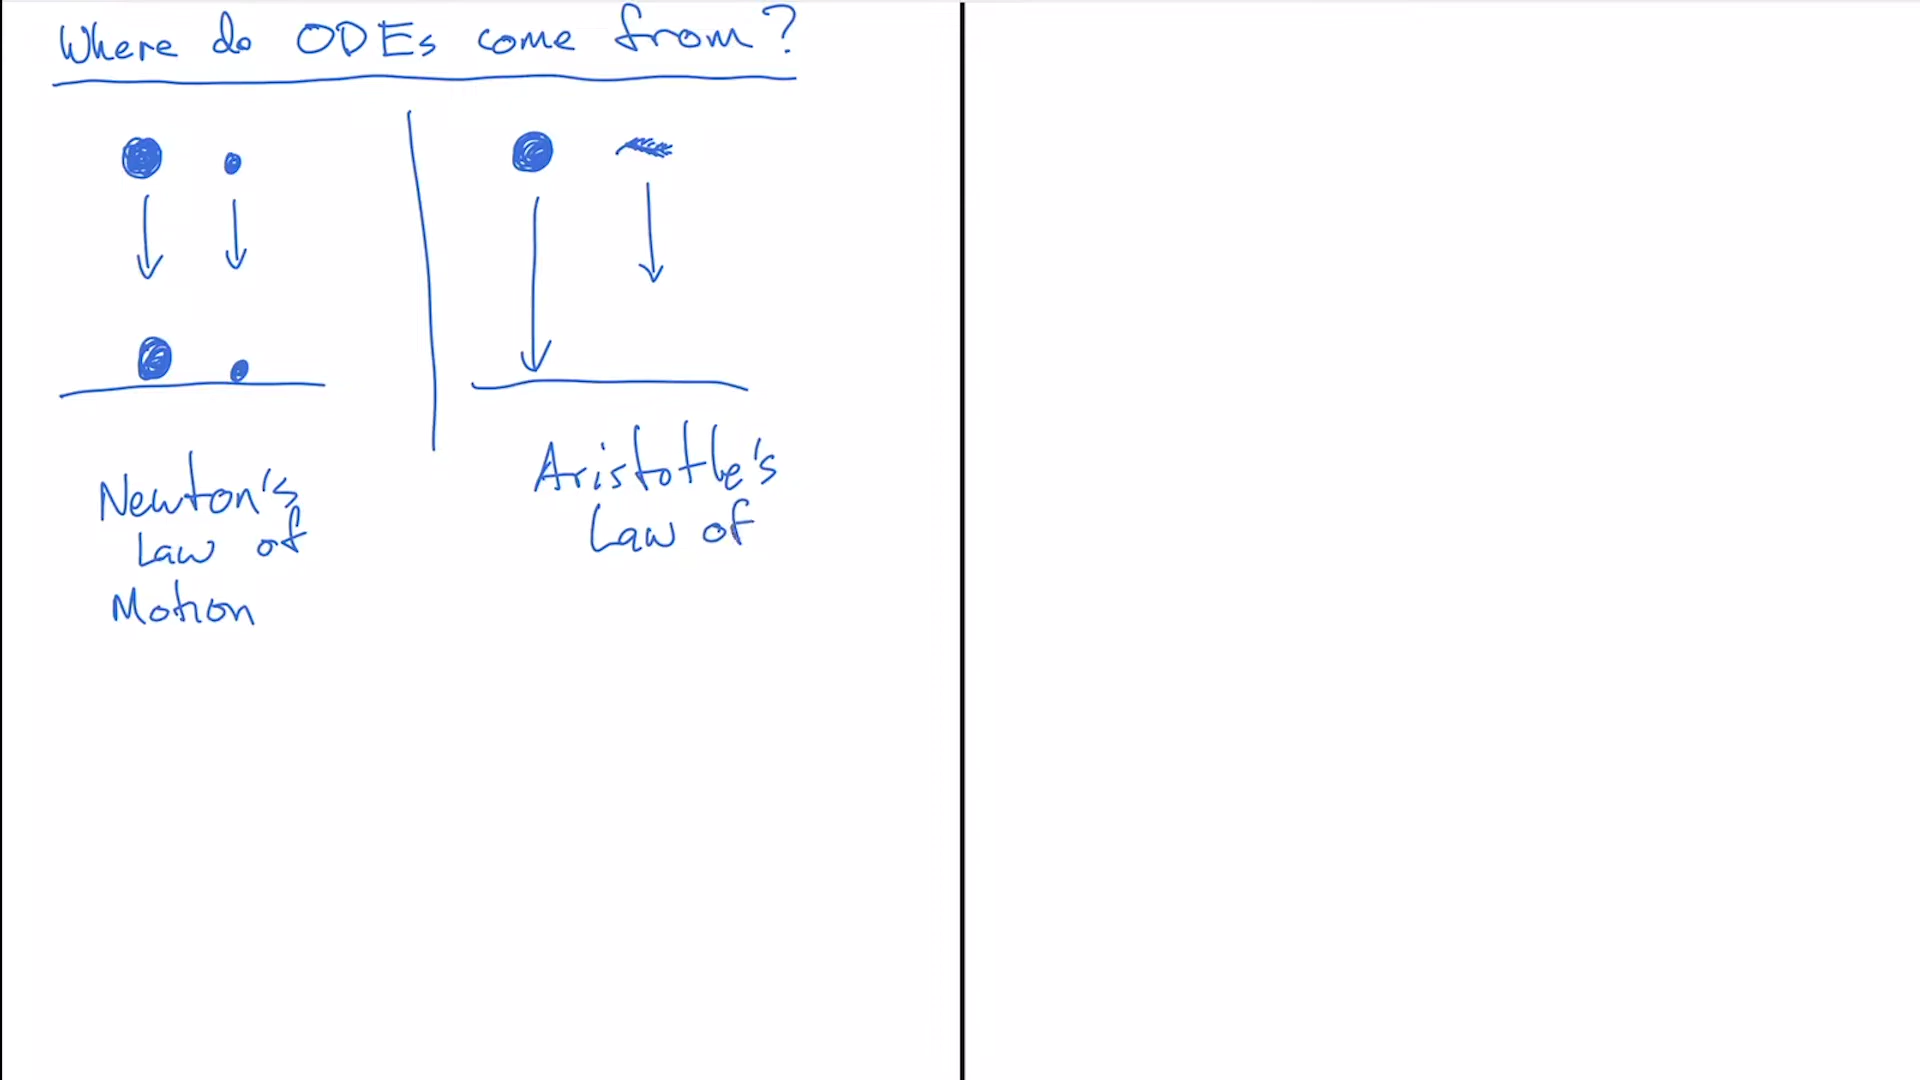 Where do ODEs come from?
Newton's
Law of
Motion
Aristotle's
Law of